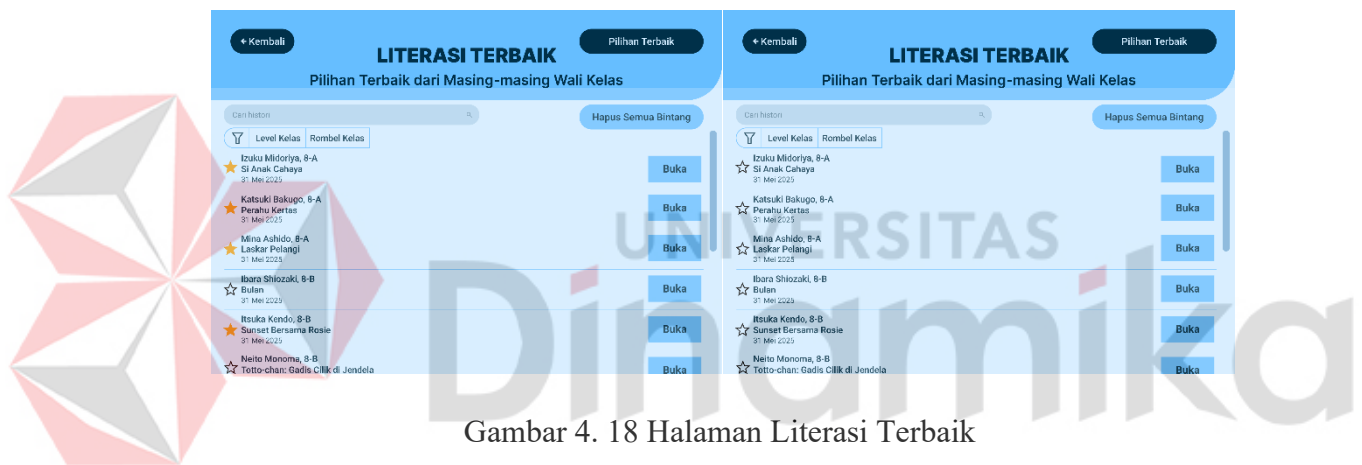 ← Kembali
Pilihan Terbaik
LITERASI TERBAIK
Pilihan Terbaik dari Masing-masing Wali Kelas
Cari histori
Hapus Semua Bintang
Level Kelas Rombel Kelas
Izuku Midoriya, 8-A
Si Anak Cahaya
31 Mei 2025
Buka
Katsuki Bakugo, 8-A
Perahu Kertas
31 Mei 2025
Buka
Mina Ashido, 8-A
Laskar Pelangi
31 Mei 2025
Buka
Ibara Shiozaki, 8-B
Bulan
31 Mei 2025
Buka
Itsuka Kendo, 8-B
Sunset Bersama Rosie
31 Mei 2025
Buka
Neito Monoma, 8-B
Totto-chan: Gadis Cilik di Jendela
Buka
← Kembali
Pilihan Terbaik
LITERASI TERBAIK
Pilihan Terbaik dari Masing-masing Wali Kelas
Cari histori
Hapus Semua Bintang
Level Kelas Rombel Kelas
Izuku Midoriya, 8-A
Si Anak Cahaya
31 Mei 2025
Buka
Katsuki Bakugo, 8-A
Perahu Kertas
31 Mei 2025
Buka
Mina Ashido, 8-A
Laskar Pelangi
31 Mei 2025
Buka
Ibara Shiozaki, 8-B
Bulan
31 Mei 2025
Buka
Itsuka Kendo, 8-B
Sunset Bersama Rosie
31 Mei 2025
Buka
Neito Monoma, 8-B
Totto-chan: Gadis Cilik di Jendela
Buka
UNIVERSITAS
Dinamika
Gambar 4. 18 Halaman Literasi Terbaik